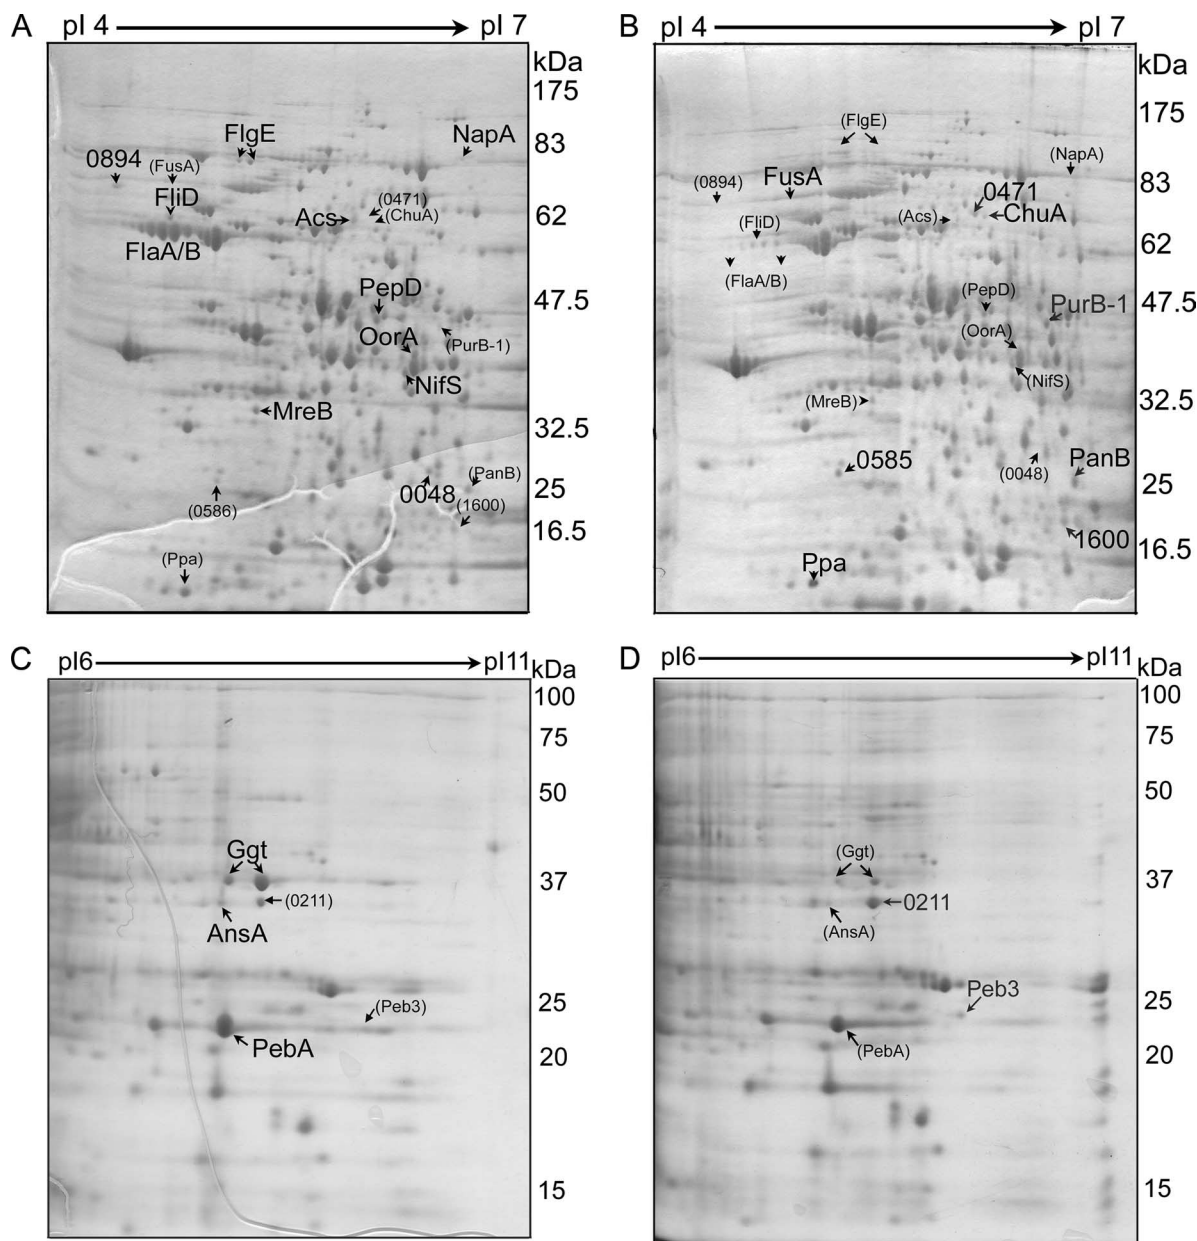 A
pI 4
pI 7
kDa
175
83
62
47.5
32.5
25
16.5
FlgE
NapA
0894
(FusA)
FliD
(0471)
Acs
(ChuA)
FlaA/B
PepD
OorA
(PurB-1)
NifS
MreB
(PanB)
0048
(1600)
(0586)
(Ppa)
B
pI 4
pI 7
kDa
175
83
62
47.5
32.5
25
16.5
(FlgE)
(NapA)
(0894)
FusA
0471
ChuA
(Acs)
(FliD)
(FlaA/B)
(PepD)
PurB-1
(OorA)
(NifS)
(MreB)
0585
(0048)
PanB
1600
Ppa
C
pI6
pI11
kDa
100
75
50
37
25
20
15
Ggt
(0211)
AnsA
(Peb3)
PebA
D
pI6
pI11
kDa
100
75
50
37
25
20
15
(Ggt)
0211
(AnsA)
Peb3
(PebA)